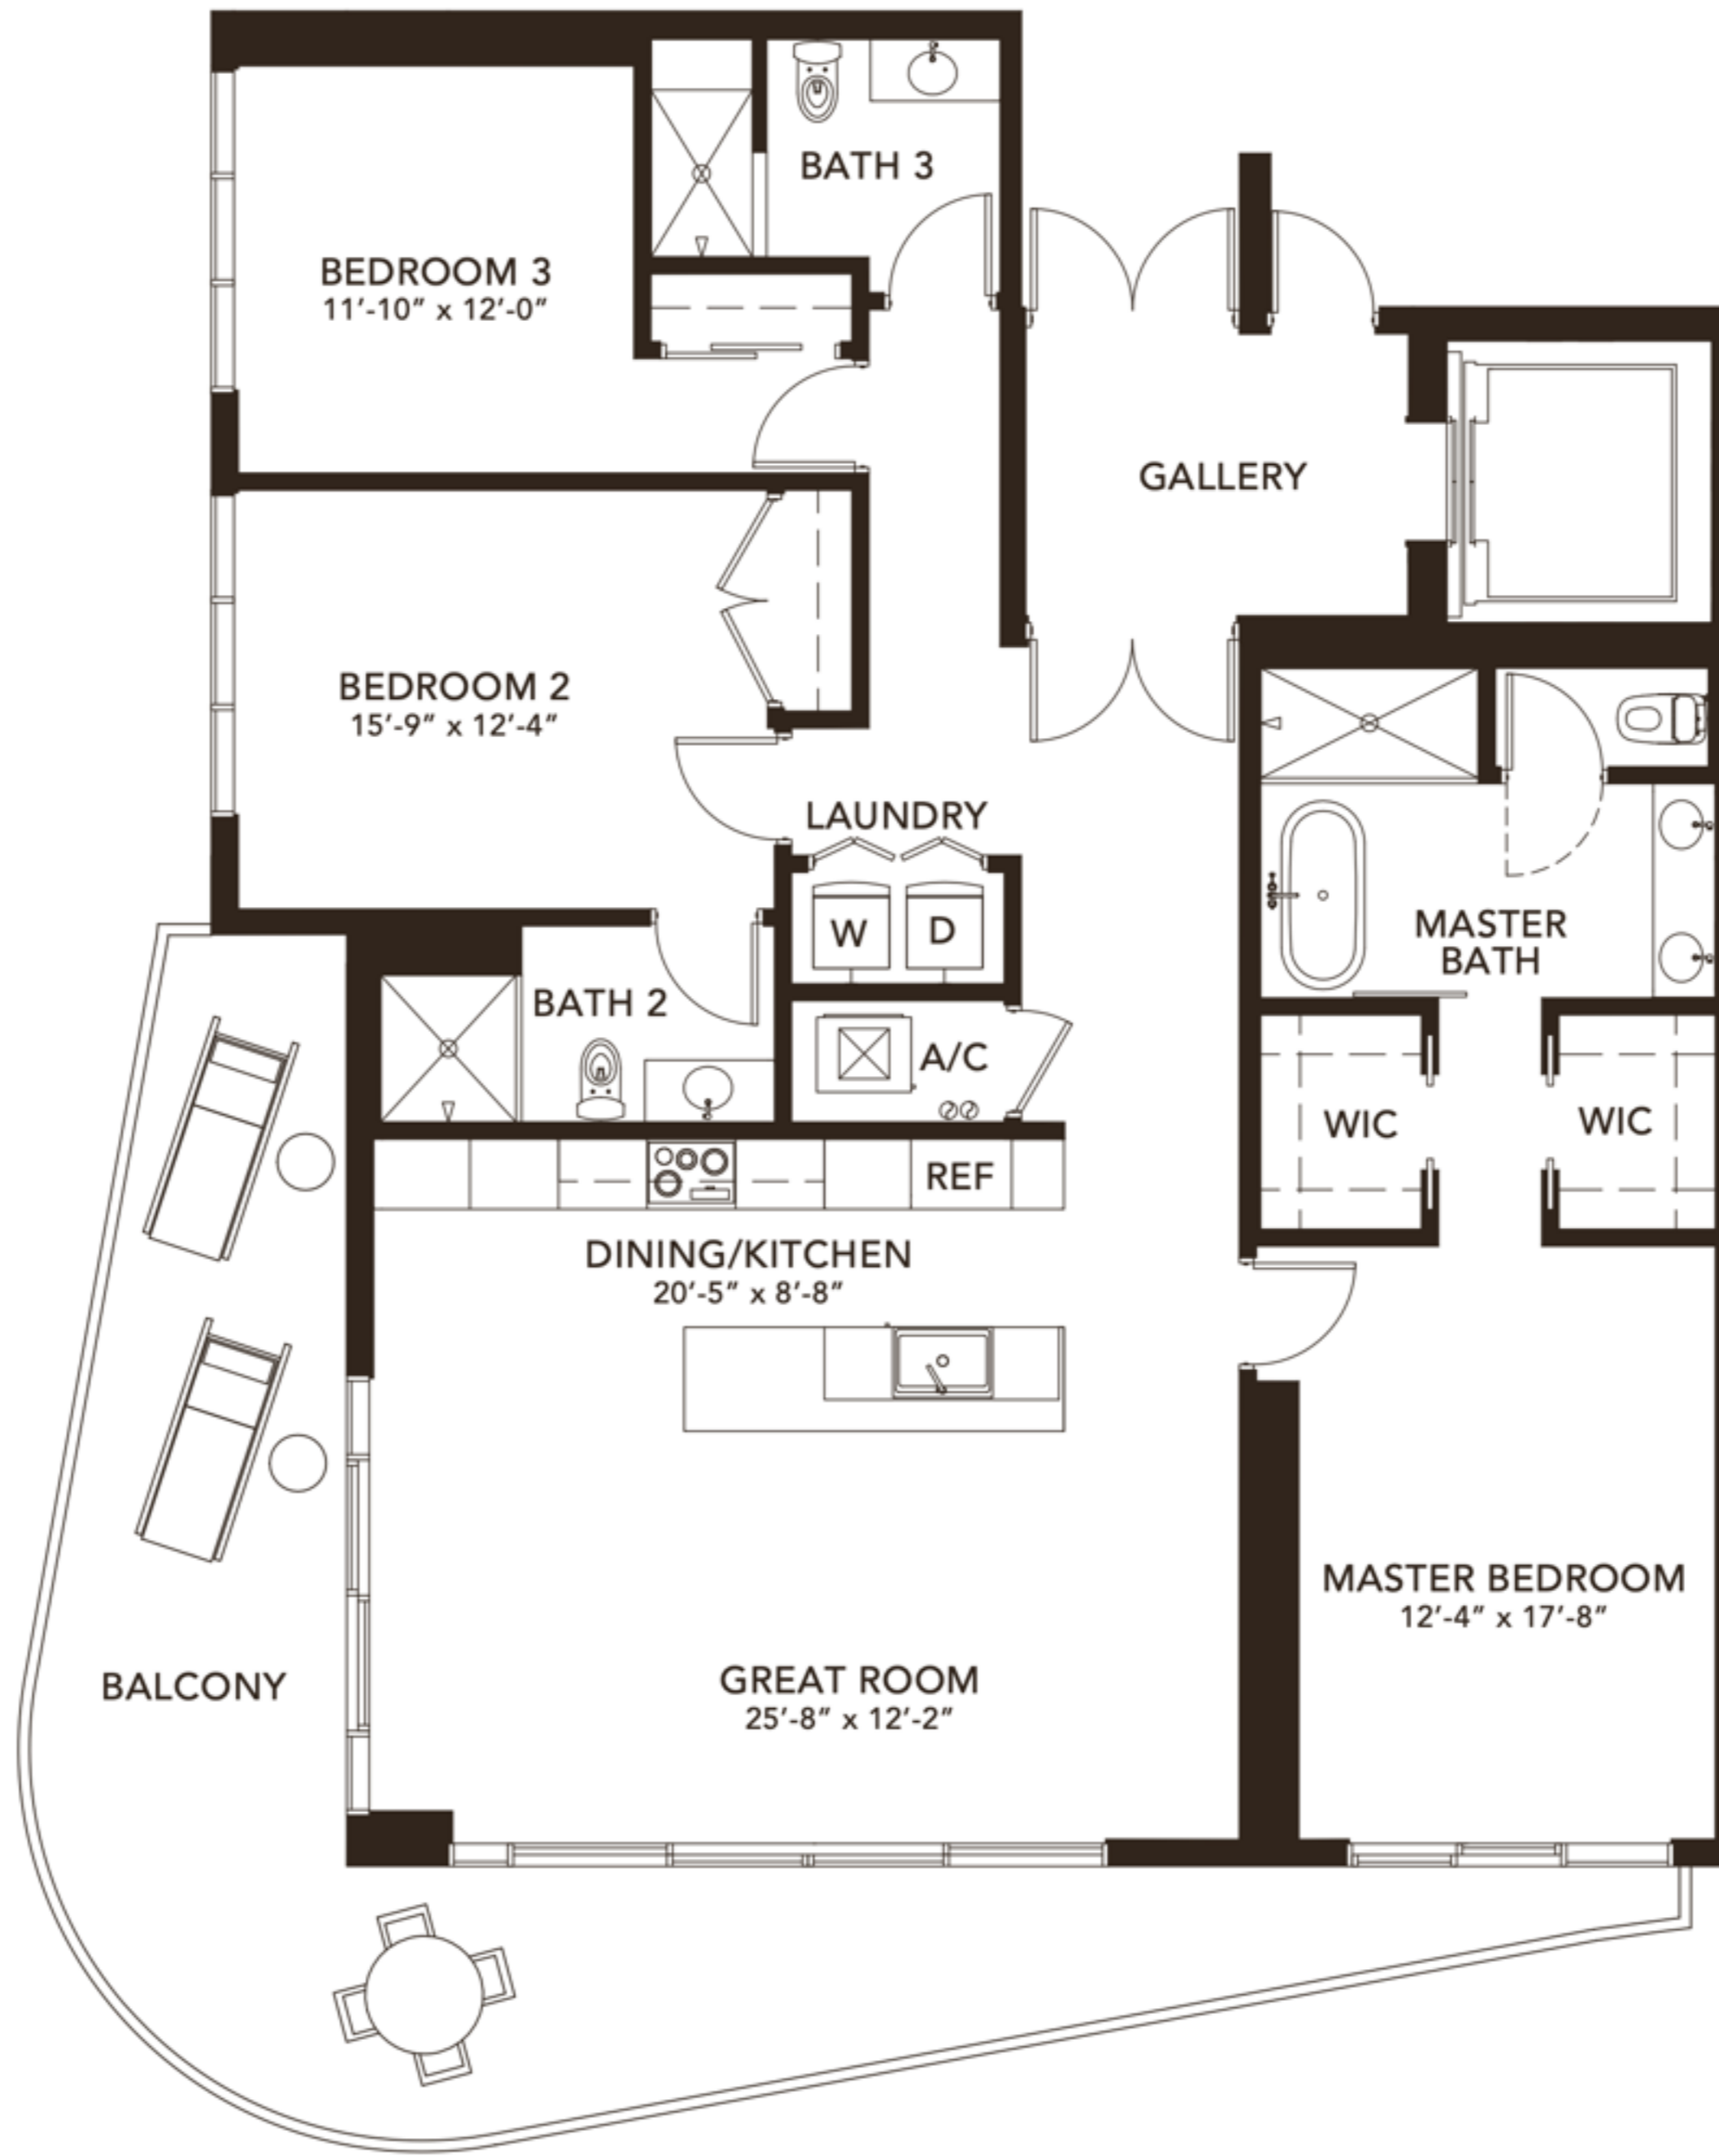 BATH 3
BEDROOM 3
11'-10" x 12'-0"
GALLERY
BEDROOM 2
15'-9" x 12'-4"
LAUNDRY
W
D
MASTER
BATH
BATH 2
A/C
WIC
WIC
REF
DINING/KITCHEN
20'-5" x 8'-8"
MASTER BEDROOM
12'-4" x 17'-8"
BALCONY
GREAT ROOM
25'-8" x 12'-2"